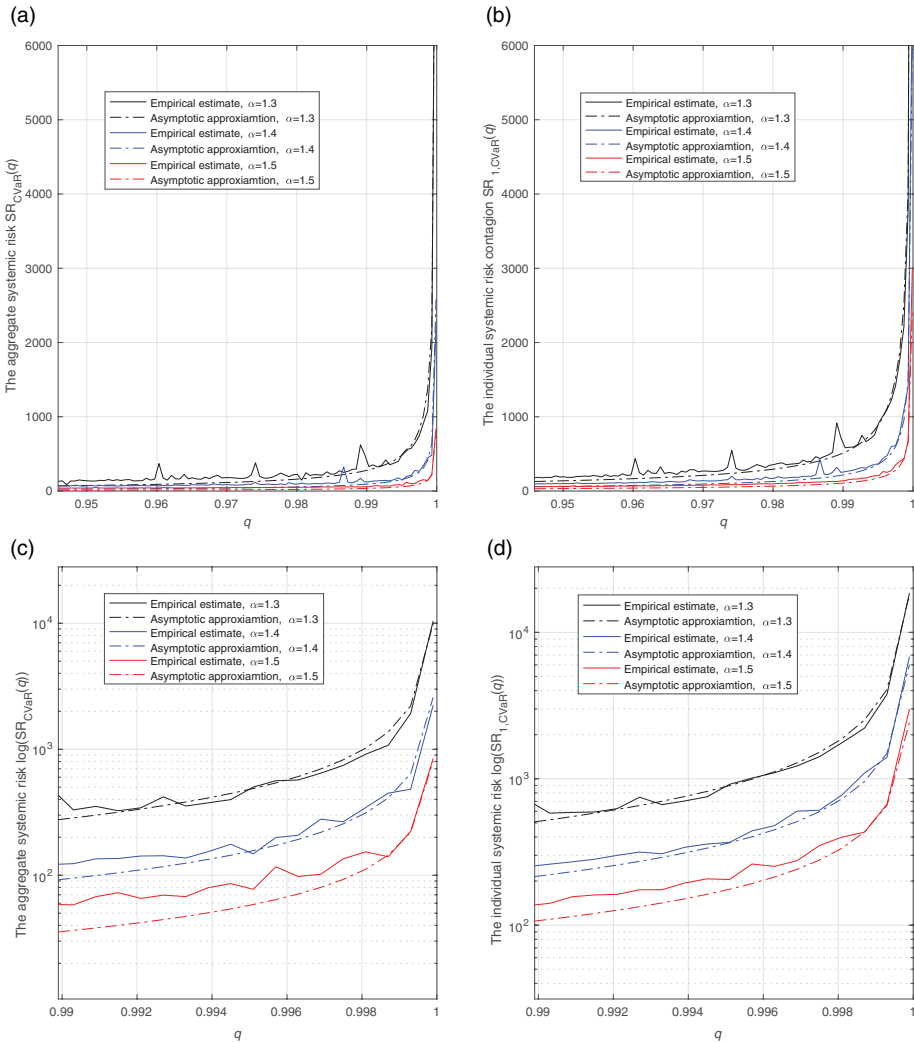 (a)
The aggregate systemic risk SR_CVaR(q)
6000
5000
4000
3000
2000
1000
0
Empirical estimate, α=1.3
Asymptotic approxiamtion, α=1.3
Empirical estimate, α=1.4
Asymptotic approxiamtion, α=1.4
Empirical estimate, α=1.5
Asymptotic approxiamtion, α=1.5
0.95
0.96
0.97
0.98
0.99
1
q
(b)
The individual systemic risk contagion SR_1,CVaR(q)
6000
5000
4000
3000
2000
1000
0
Empirical estimate, α=1.3
Asymptotic approxiamtion, α=1.3
Empirical estimate, α=1.4
Asymptotic approxiamtion, α=1.4
Empirical estimate, α=1.5
Asymptotic approxiamtion, α=1.5
0.95
0.96
0.97
0.98
0.99
1
q
(c)
The aggregate systemic risk log(SR_CVaR(q))
10^4
10^3
10^2
Empirical estimate, α=1.3
Asymptotic approxiamtion, α=1.3
Empirical estimate, α=1.4
Asymptotic approxiamtion, α=1.4
Empirical estimate, α=1.5
Asymptotic approxiamtion, α=1.5
0.99
0.992
0.994
0.996
0.998
1
q
(d)
The individual systemic risk log(SR_1,CVaR(q))
10^4
10^3
10^2
Empirical estimate, α=1.3
Asymptotic approxiamtion, α=1.3
Empirical estimate, α=1.4
Asymptotic approxiamtion, α=1.4
Empirical estimate, α=1.5
Asymptotic approxiamtion, α=1.5
0.99
0.992
0.994
0.996
0.998
1
q